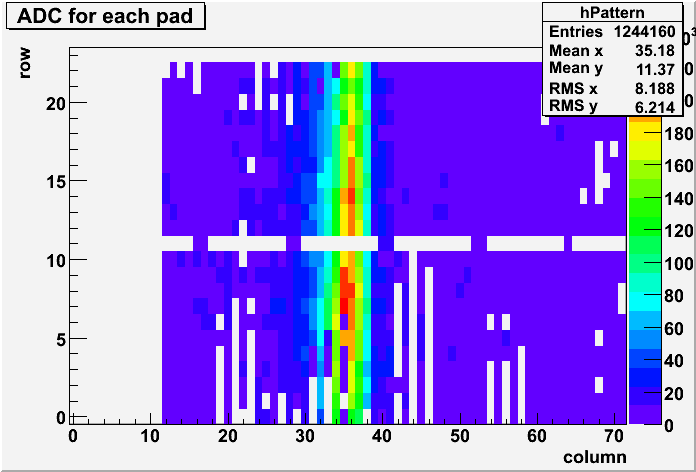 ADC for each pad
hPattern
Entries 1244160
Mean x 35.18
Mean y 11.37
RMS x 8.188
RMS y 6.214
row
20
15
10
5
0
0 10 20 30 40 50 60 70
column
180
160
140
120
100
80
60
40
20
0